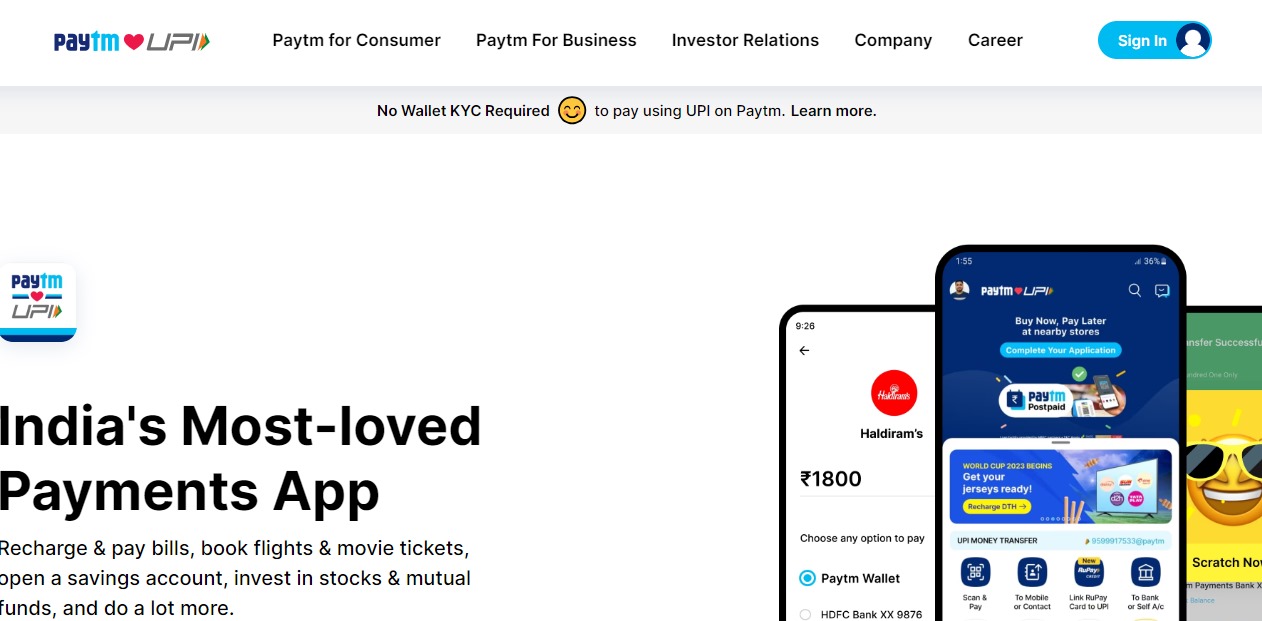 paytm UPI
Paytm for Consumer
Paytm For Business
Investor Relations
Company
Career
Sign In
No Wallet KYC Required to pay using UPI on Paytm. Learn more.
paytm
UPI
India's Most-loved
Payments App
Recharge & pay bills, book flights & movie tickets,
open a savings account, invest in stocks & mutual
funds, and do a lot more.
9:26
Haldiram's
Haldiram's
₹1800
Choose any option to pay
Paytm Wallet
HDFC Bank XX 9876
1:55
36%
paytm UPI
Buy Now, Pay Later
at nearby stores
Complete Your Application
paytm
Postpaid
WORLD CUP 2023 BEGINS
Get your
jerseys ready!
Recharge DTH →
d2h
UPI MONEY TRANSFER
9599917533@paytm
Scan &
Pay
To Mobile
or Contact
New
RuPay
CREDIT
Link RuPay
Card to UPI
To Bank
or Self A/c
nsfer Successfu
ndred One Only
Scratch Now
m Payments Bank X
Balance